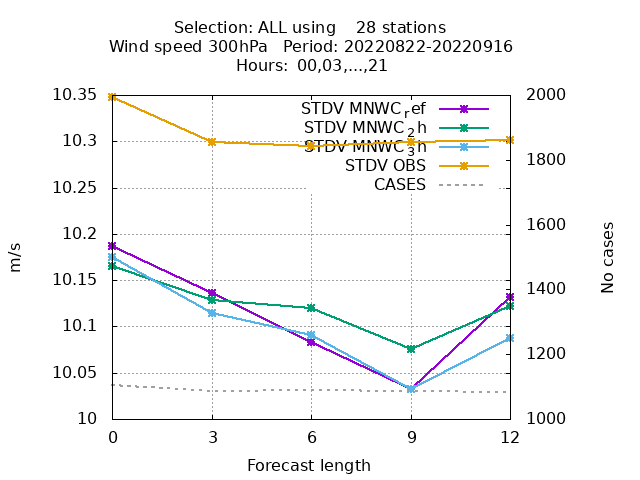 Selection: ALL using 28 stations
Wind speed 300hPa Period: 20220822-20220916
Hours: 00,03,...,21
10.35
10.3
10.25
10.2
10.15
10.1
10.05
10
2000
1800
1600
1400
1200
1000
STDV MNWC_ref
STDV MNWC_2h
STDV MNWC_3h
STDV OBS
CASES
m/s
No cases
0 3 6 9 12
Forecast length